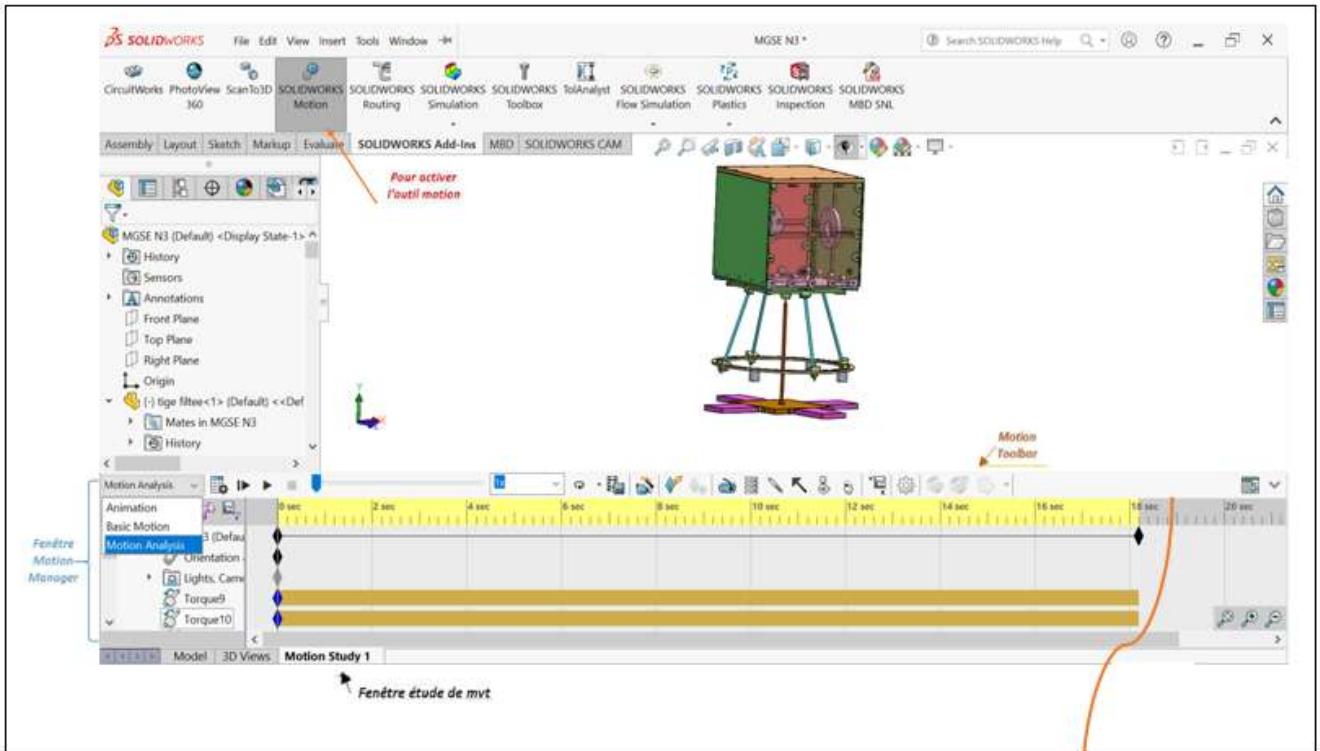 SOLIDWORKS File Edit View Insert Tools Window MGSE N3 * Search SOLIDWORKS Help
CircuitWorks PhotoView 360 ScanTo3D SOLIDWORKS Motion SOLIDWORKS Routing SOLIDWORKS Simulation SOLIDWORKS Toolbox TolAnalyst SOLIDWORKS Flow Simulation SOLIDWORKS Plastics SOLIDWORKS Inspection SOLIDWORKS MBD SNL
Assembly Layout Sketch Markup Evaluate SOLIDWORKS Add-Ins MBD SOLIDWORKS CAM
Pour activer
l'outil motion
MGSE N3 (Default) <Display State-1>
History
Sensors
Annotations
Front Plane
Top Plane
Right Plane
Origin
(-) tige filtee<1> (Default) <<Def
Mates in MGSE N3
History
Motion
Toolbar
Motion Analysis 1x
Animation
Basic Motion
Motion Analysis
0 sec 2 sec 4 sec 6 sec 8 sec 10 sec 12 sec 14 sec 16 sec 18 sec 20 sec
3 (Defau
Orientation
Lights, Came
Torque9
Torque10
Fenêtre
Motion
Manager
Model 3D Views Motion Study 1
Fenêtre étude de mvt